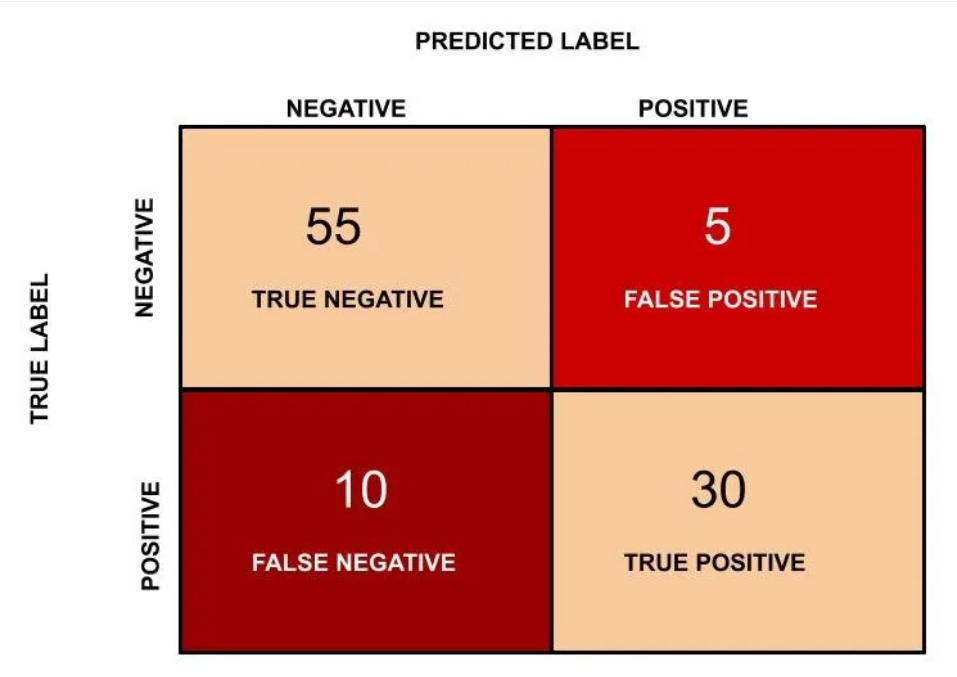 PREDICTED LABEL
NEGATIVE
POSITIVE
TRUE LABEL
NEGATIVE
55
TRUE NEGATIVE
5
FALSE POSITIVE
POSITIVE
10
FALSE NEGATIVE
30
TRUE POSITIVE